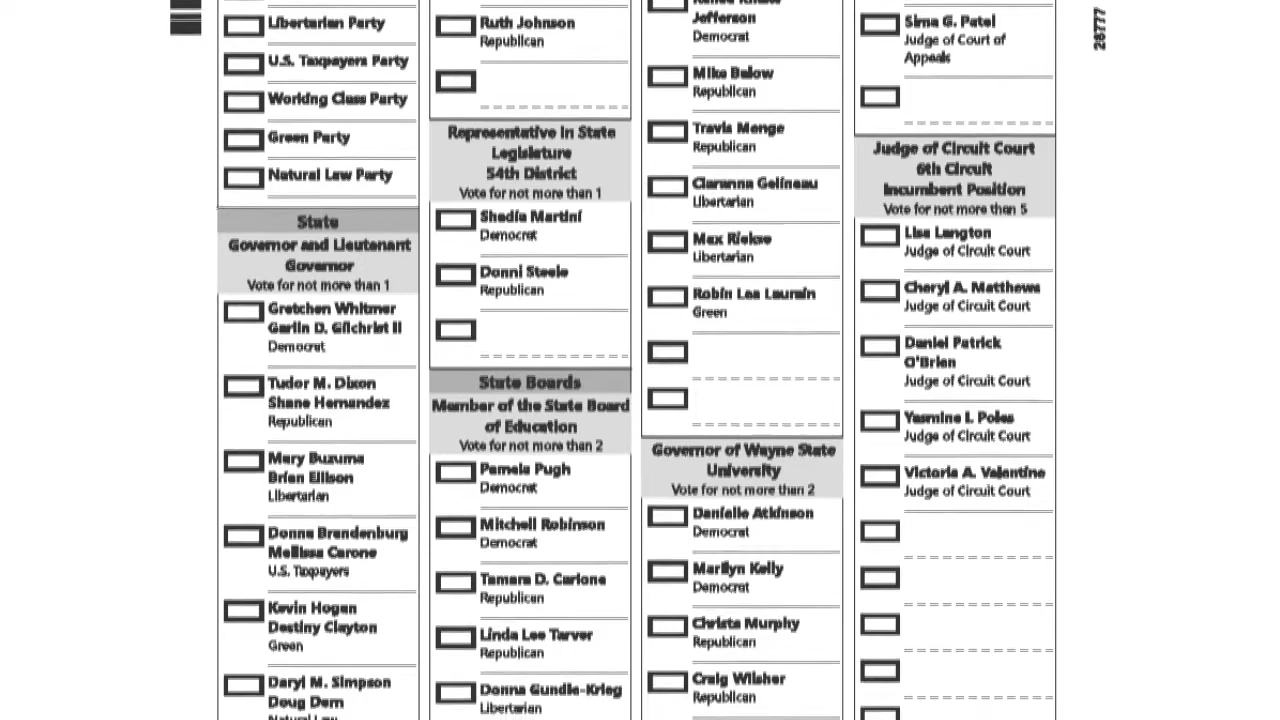 Libertarian Party
U.S. Taxpayers Party
Working Class Party
Green Party
Natural Law Party
State
Governor and Lieutenant
Governor
Vote for not more than 1
Gretchen Whitmer
Garlin D. Gilchrist II
Democrat
Tudor M. Dixon
Shane Hernandez
Republican
Mary Buzuma
Brian Ellison
Libertarian
Donna Brandenburg
Mellissa Carone
U.S. Taxpayers
Kevin Hogan
Destiny Clayton
Green
Daryl M. Simpson
Doug Dern
Natural Law
Ruth Johnson
Republican
Representative in State
Legislature
54th District
Vote for not more than 1
Shadia Martini
Democrat
Donni Steele
Republican
State Boards
Member of the State Board
of Education
Vote for not more than 2
Pamela Pugh
Democrat
Mitchell Robinson
Democrat
Tamara D. Carlone
Republican
Linda Lee Tarver
Republican
Donna Gundle-Krieg
Libertarian
Jefferson
Democrat
Mike Balow
Republican
Travis Menge
Republican
Claranna Gelineau
Libertarian
Max Riekse
Libertarian
Robin Lea Laurain
Green
Governor of Wayne State
University
Vote for not more than 2
Danielle Atkinson
Democrat
Marilyn Kelly
Democrat
Christa Murphy
Republican
Craig Wilsher
Republican
Sima G. Patel
Judge of Court of
Appeals
Judge of Circuit Court
6th Circuit
Incumbent Position
Vote for not more than 5
Lisa Langton
Judge of Circuit Court
Cheryl A. Matthews
Judge of Circuit Court
Daniel Patrick
O'Brien
Judge of Circuit Court
Yasmine I. Poles
Judge of Circuit Court
Victoria A. Valentine
Judge of Circuit Court
28777